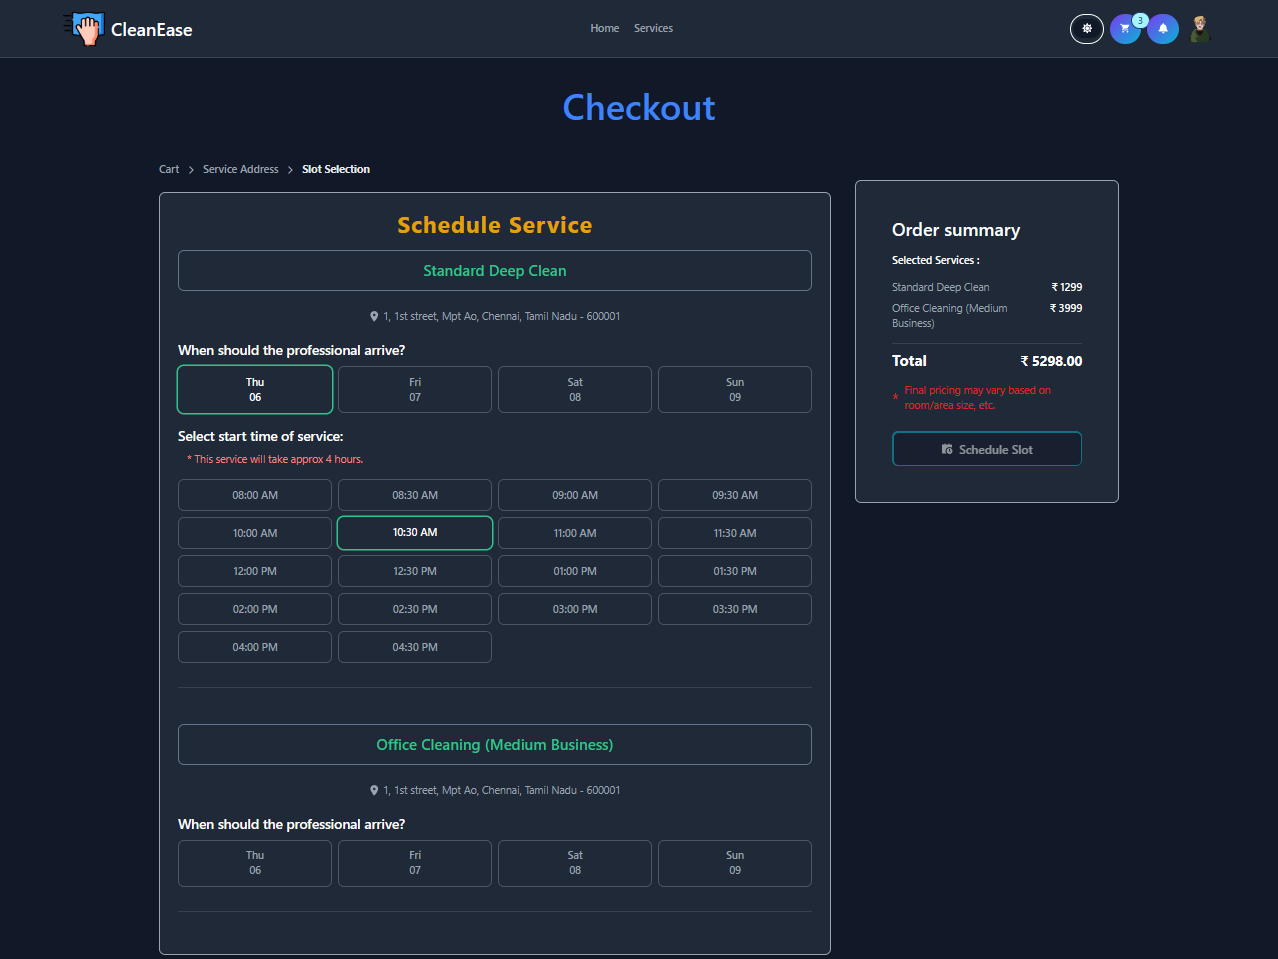 CleanEase
Home Services
3
Checkout
Cart > Service Address > Slot Selection
Schedule Service
Standard Deep Clean
1, 1st street, Mpt Ao, Chennai, Tamil Nadu - 600001
When should the professional arrive?
Thu Fri Sat Sun
06 07 08 09
Select start time of service:
* This service will take approx 4 hours.
08:00 AM 08:30 AM 09:00 AM 09:30 AM
10:00 AM 10:30 AM 11:00 AM 11:30 AM
12:00 PM 12:30 PM 01:00 PM 01:30 PM
02:00 PM 02:30 PM 03:00 PM 03:30 PM
04:00 PM 04:30 PM
Office Cleaning (Medium Business)
1, 1st street, Mpt Ao, Chennai, Tamil Nadu - 600001
When should the professional arrive?
Thu Fri Sat Sun
06 07 08 09
Order summary
Selected Services :
Standard Deep Clean ₹ 1299
Office Cleaning (Medium ₹ 3999
Business)
Total ₹ 5298.00
* Final pricing may vary based on
room/area size, etc.
Schedule Slot